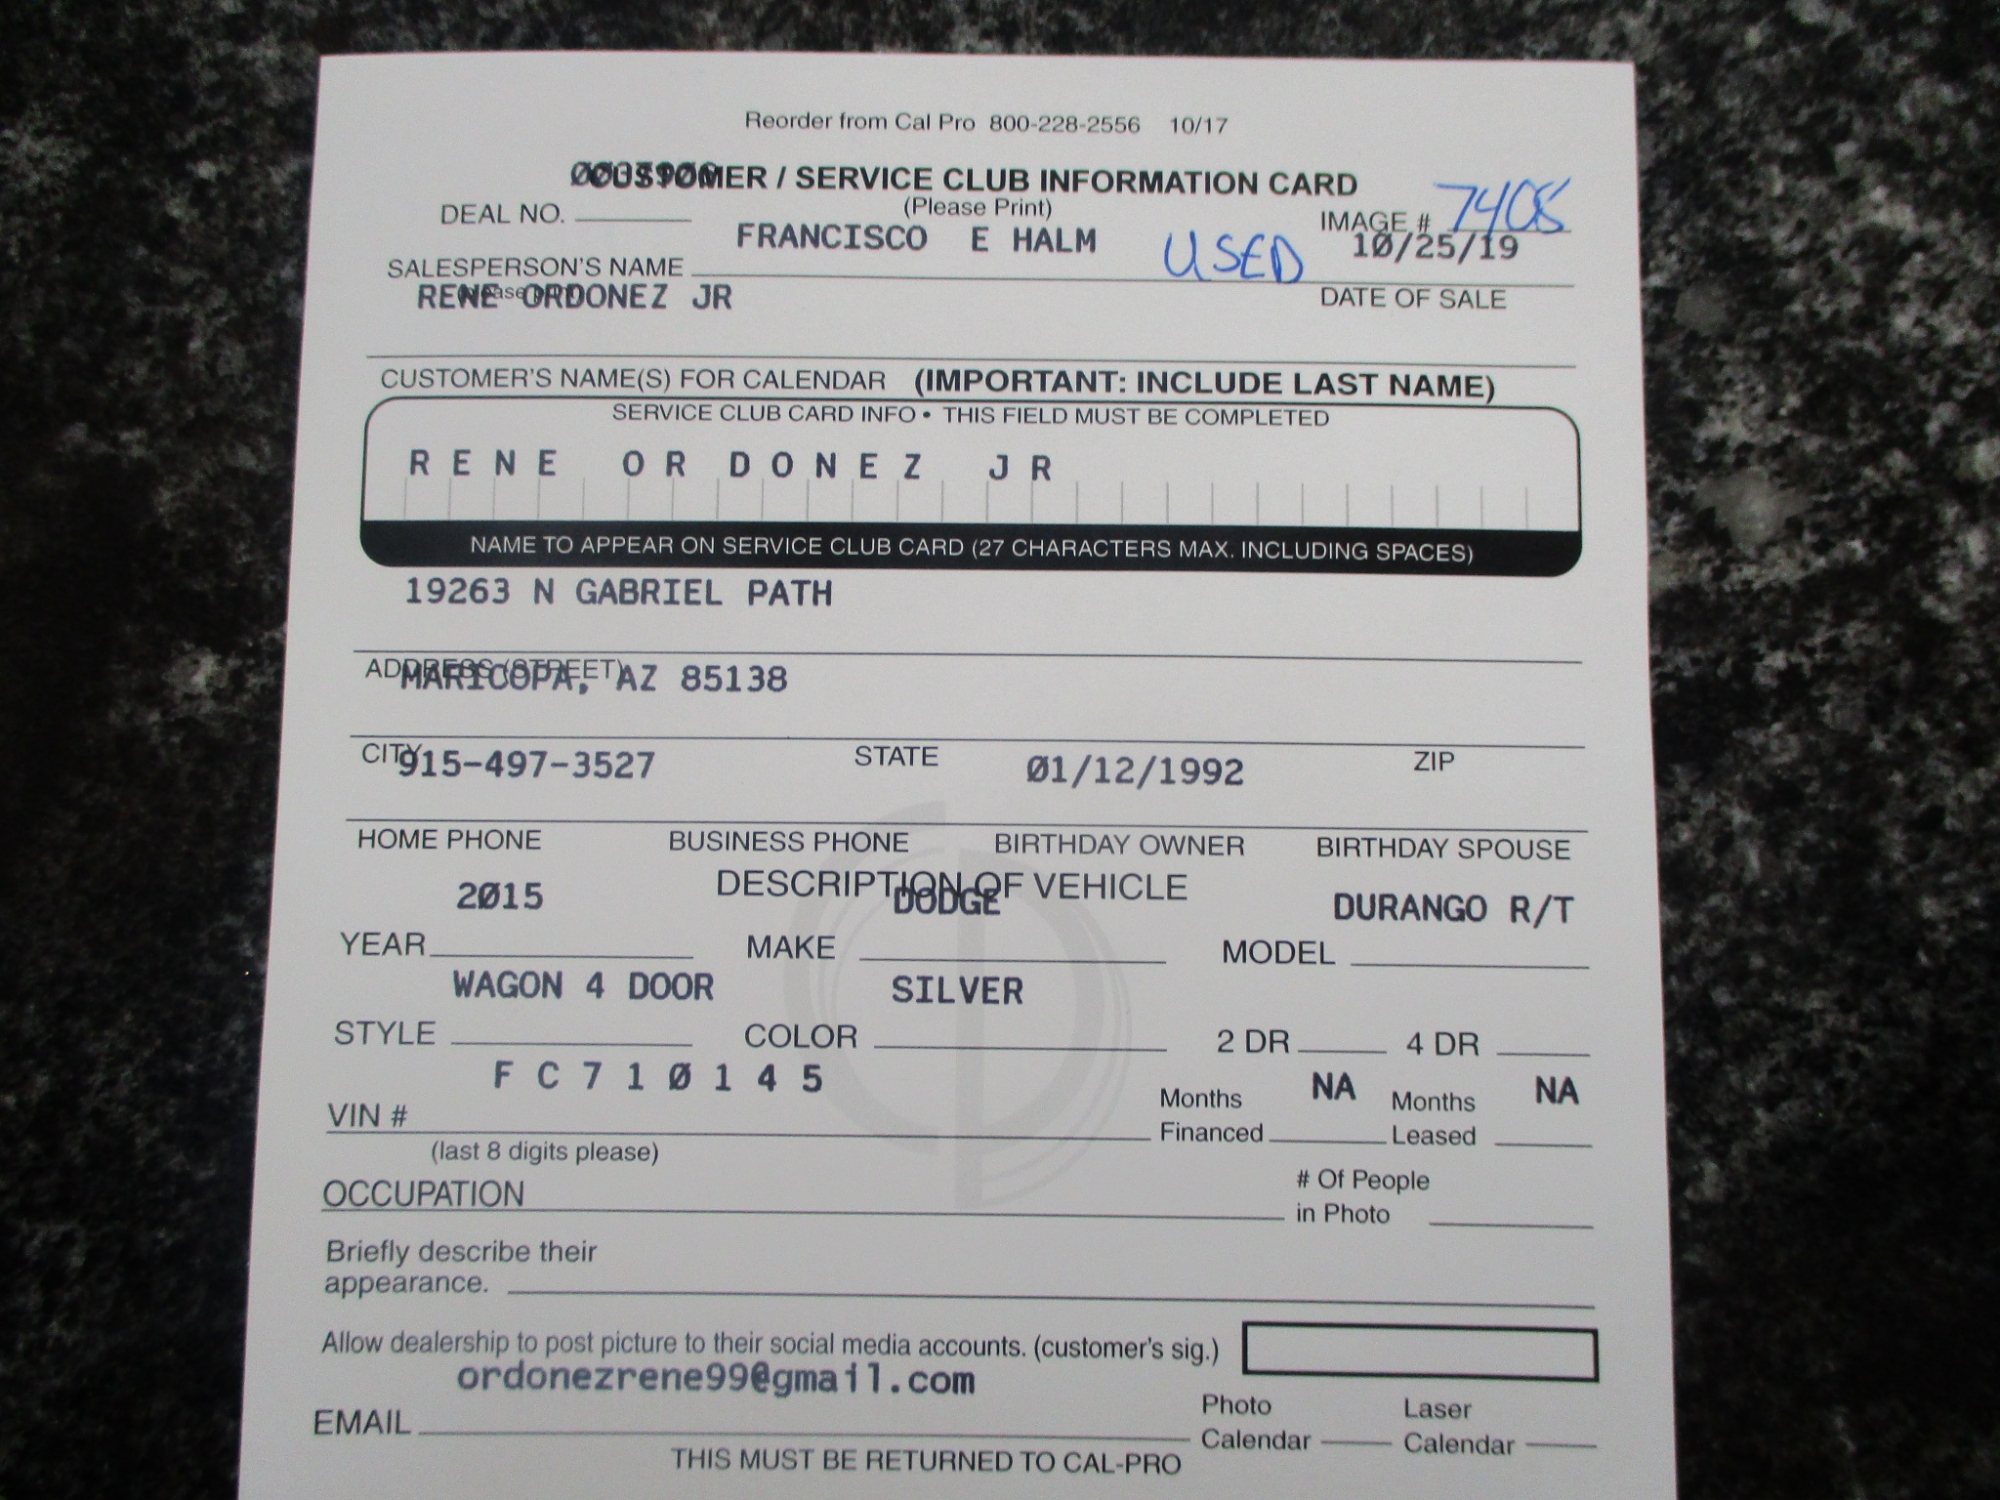 Reorder from Cal Pro 800-228-2556 10/17
CUSTOMER / SERVICE CLUB INFORMATION CARD
(Please Print)
DEAL NO.
IMAGE # 7408
FRANCISCO E HALM USED 10/25/19
SALESPERSON'S NAME
RENE ORDONEZ JR DATE OF SALE
CUSTOMER'S NAME(S) FOR CALENDAR (IMPORTANT: INCLUDE LAST NAME)
SERVICE CLUB CARD INFO • THIS FIELD MUST BE COMPLETED
RENE ORDONEZ JR
NAME TO APPEAR ON SERVICE CLUB CARD (27 CHARACTERS MAX. INCLUDING SPACES)
19263 N GABRIEL PATH
ADDRESS (STREET)
MARICOPA, AZ 85138
CITY STATE ZIP
915-497-3527 01/12/1992
HOME PHONE BUSINESS PHONE BIRTHDAY OWNER BIRTHDAY SPOUSE
DESCRIPTION OF VEHICLE
2015 DODGE DURANGO R/T
YEAR MAKE MODEL
WAGON 4 DOOR SILVER
STYLE COLOR 2 DR 4 DR
FC710145 NA NA
VIN # Months Financed Months Leased
(last 8 digits please)
OCCUPATION # Of People in Photo
Briefly describe their
appearance.
Allow dealership to post picture to their social media accounts. (customer's sig.)
ordonezrene99@gmail.com
EMAIL Photo Calendar Laser Calendar
THIS MUST BE RETURNED TO CAL-PRO